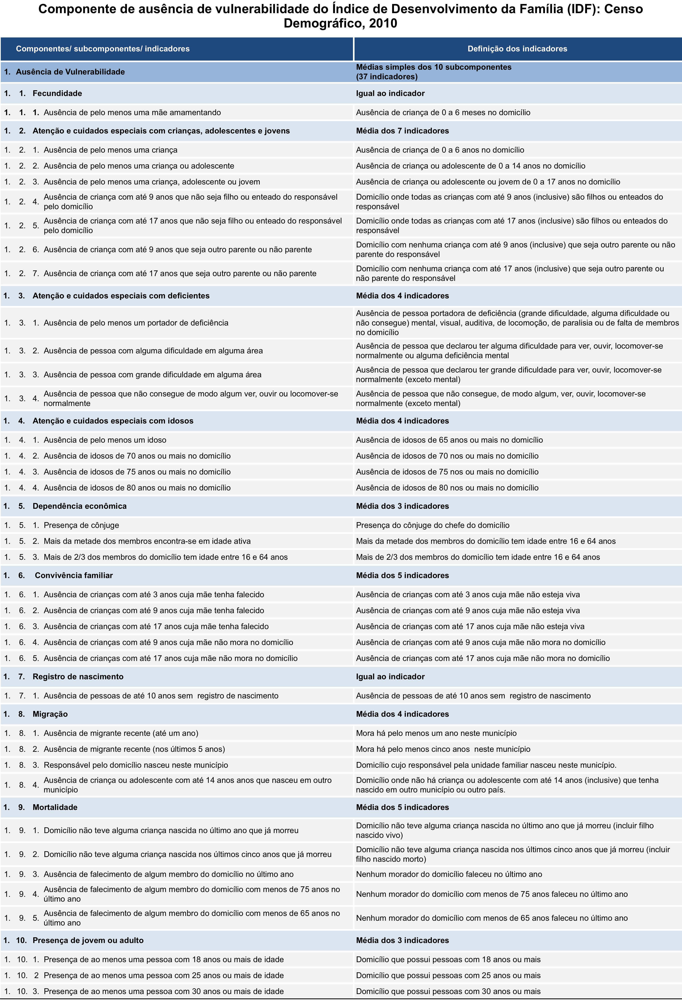 Componente de ausência de vulnerabilidade do Índice de Desenvolvimento da Família (IDF): Censo
Demográfico, 2010
Componentes/ subcomponentes/ indicadores Definição dos indicadores
1. Ausência de Vulnerabilidade Médias simples dos 10 subcomponentes
(37 indicadores)
1. 1. Fecundidade Igual ao indicador
1. 1. 1. Ausência de pelo menos uma mãe amamentando Ausência de criança de 0 a 6 meses no domicílio
1. 2. Atenção e cuidados especiais com crianças, adolescentes e jovens Média dos 7 indicadores
1. 2. 1. Ausência de pelo menos uma criança Ausência de criança de 0 a 6 anos no domicílio
1. 2. 2. Ausência de pelo menos uma criança ou adolescente Ausência de criança ou adolescente de 0 a 14 anos no domicílio
1. 2. 3. Ausência de pelo menos uma criança, adolescente ou jovem Ausência de criança ou adolescente ou jovem de 0 a 17 anos no domicílio
1. 2. 4. Ausência de criança com até 9 anos que não seja filho ou enteado do responsável
pelo domicílio
Domicílio onde todas as crianças com até 9 anos (inclusive) são filhos ou enteados do
responsável
1. 2. 5. Ausência de criança com até 17 anos que não seja filho ou enteado do responsável
pelo domicílio
Domicílio onde todas as crianças com até 17 anos (inclusive) são filhos ou enteados do
responsável
1. 2. 6. Ausência de criança com até 9 anos que seja outro parente ou não parente
Domicílio com nenhuma criança com até 9 anos (inclusive) que seja outro parente ou não
parente do responsável
1. 2. 7. Ausência de criança com até 17 anos que seja outro parente ou não parente
Domicílio com nenhuma criança com até 17 anos (inclusive) que seja outro parente ou
não parente do responsável
1. 3. Atenção e cuidados especiais com deficientes Média dos 4 indicadores
1. 3. 1. Ausência de pelo menos um portador de deficiência
Ausência de pessoa portadora de deficiência (grande dificuldade, alguma dificuldade ou
não consegue) mental, visual, auditiva, de locomoção, de paralisia ou de falta de membros
no domicílio
1. 3. 2. Ausência de pessoa com alguma dificuldade em alguma área
Ausência de pessoa que declarou ter alguma dificuldade para ver, ouvir, locomover-se
normalmente ou alguma deficiência mental
1. 3. 3. Ausência de pessoa com grande dificuldade em alguma área
Ausência de pessoa que declarou ter grande dificuldade para ver, ouvir, locomover-se
normalmente (exceto mental)
1. 3. 4. Ausência de pessoa que não consegue de modo algum ver, ouvir ou locomover-se
normalmente
Ausência de pessoa que não consegue, de modo algum, ver, ouvir, locomover-se
normalmente (exceto mental)
1. 4. Atenção e cuidados especiais com idosos Média dos 4 indicadores
1. 4. 1. Ausência de pelo menos um idoso Ausência de idosos de 65 anos ou mais no domicílio
1. 4. 2. Ausência de idosos de 70 anos ou mais no domicílio Ausência de idosos de 70 nos ou mais no domicílio
1. 4. 3. Ausência de idosos de 75 anos ou mais no domicílio Ausência de idosos de 75 nos ou mais no domicílio
1. 4. 4. Ausência de idosos de 80 anos ou mais no domicílio Ausência de idosos de 80 nos ou mais no domicílio
1. 5. Dependência econômica Média dos 3 indicadores
1. 5. 1. Presença de cônjuge Presença do cônjuge do chefe do domicílio
1. 5. 2. Mais da metade dos membros encontra-se em idade ativa Mais da metade dos membros do domicílio tem idade entre 16 e 64 anos
1. 5. 3. Mais de 2/3 dos membros do domicílio tem idade entre 16 e 64 anos Mais de 2/3 dos membros do domicílio tem idade entre 16 e 64 anos
1. 6. Convivência familiar Média dos 5 indicadores
1. 6. 1. Ausência de crianças com até 3 anos cuja mãe tenha falecido Ausência de crianças com até 3 anos cuja mãe não esteja viva
1. 6. 2. Ausência de crianças com até 9 anos cuja mãe tenha falecido Ausência de crianças com até 9 anos cuja mãe não esteja viva
1. 6. 3. Ausência de crianças com até 17 anos cuja mãe tenha falecido Ausência de crianças com até 17 anos cuja mãe não esteja viva
1. 6. 4. Ausência de crianças com até 9 anos cuja mãe não mora no domicílio Ausência de crianças com até 9 anos cuja mãe não mora no domicílio
1. 6. 5. Ausência de crianças com até 17 anos cuja mãe não mora no domicílio Ausência de crianças com até 17 anos cuja mãe não mora no domicílio
1. 7. Registro de nascimento Igual ao indicador
1. 7. 1. Ausência de pessoas de até 10 anos sem registro de nascimento Ausência de pessoas de até 10 anos sem registro de nascimento
1. 8. Migração Média dos 4 indicadores
1. 8. 1. Ausência de migrante recente (até um ano) Mora há pelo menos um ano neste município
1. 8. 2. Ausência de migrante recente (nos últimos 5 anos) Mora há pelo menos cinco anos neste município
1. 8. 3. Responsável pelo domicílio nasceu neste município Domicílio cujo responsável pela unidade familiar nasceu neste município.
1. 8. 4. Ausência de criança ou adolescente com até 14 anos anos que nasceu em outro
município
Domicílio onde não há criança ou adolescente com até 14 anos (inclusive) que tenha
nascido em outro município ou outro país.
1. 9. Mortalidade Média dos 5 indicadores
1. 9. 1. Domicílio não teve alguma criança nascida no último ano que já morreu
Domicílio não teve alguma criança nascida no último ano que já morreu (incluir filho
nascido vivo)
1. 9. 2. Domicílio não teve alguma criança nascida nos últimos cinco anos que já morreu
Domicílio não teve alguma criança nascida nos últimos cinco anos que já morreu (incluir
filho nascido morto)
1. 9. 3. Ausência de falecimento de algum membro do domicílio no último ano Nenhum morador do domicílio faleceu no último ano
1. 9. 4. Ausência de falecimento de algum membro do domicílio com menos de 75 anos no
último ano
Nenhum morador do domicílio com menos de 75 anos faleceu no último ano
1. 9. 5. Ausência de falecimento de algum membro do domicílio com menos de 65 anos no
último ano
Nenhum morador do domicílio com menos de 65 anos faleceu no último ano
1. 10. Presença de jovem ou adulto Média dos 3 indicadores
1. 10. 1. Presença de ao menos uma pessoa com 18 anos ou mais de idade Domicílio que possui pessoas com 18 anos ou mais
1. 10. 2 Presença de ao menos uma pessoa com 25 anos ou mais de idade Domicílio que possui pessoas com 25 anos ou mais
1. 10. 3. Presença de ao menos uma pessoa com 30 anos ou mais de idade Domicílio que possui pessoas com 30 anos ou mais